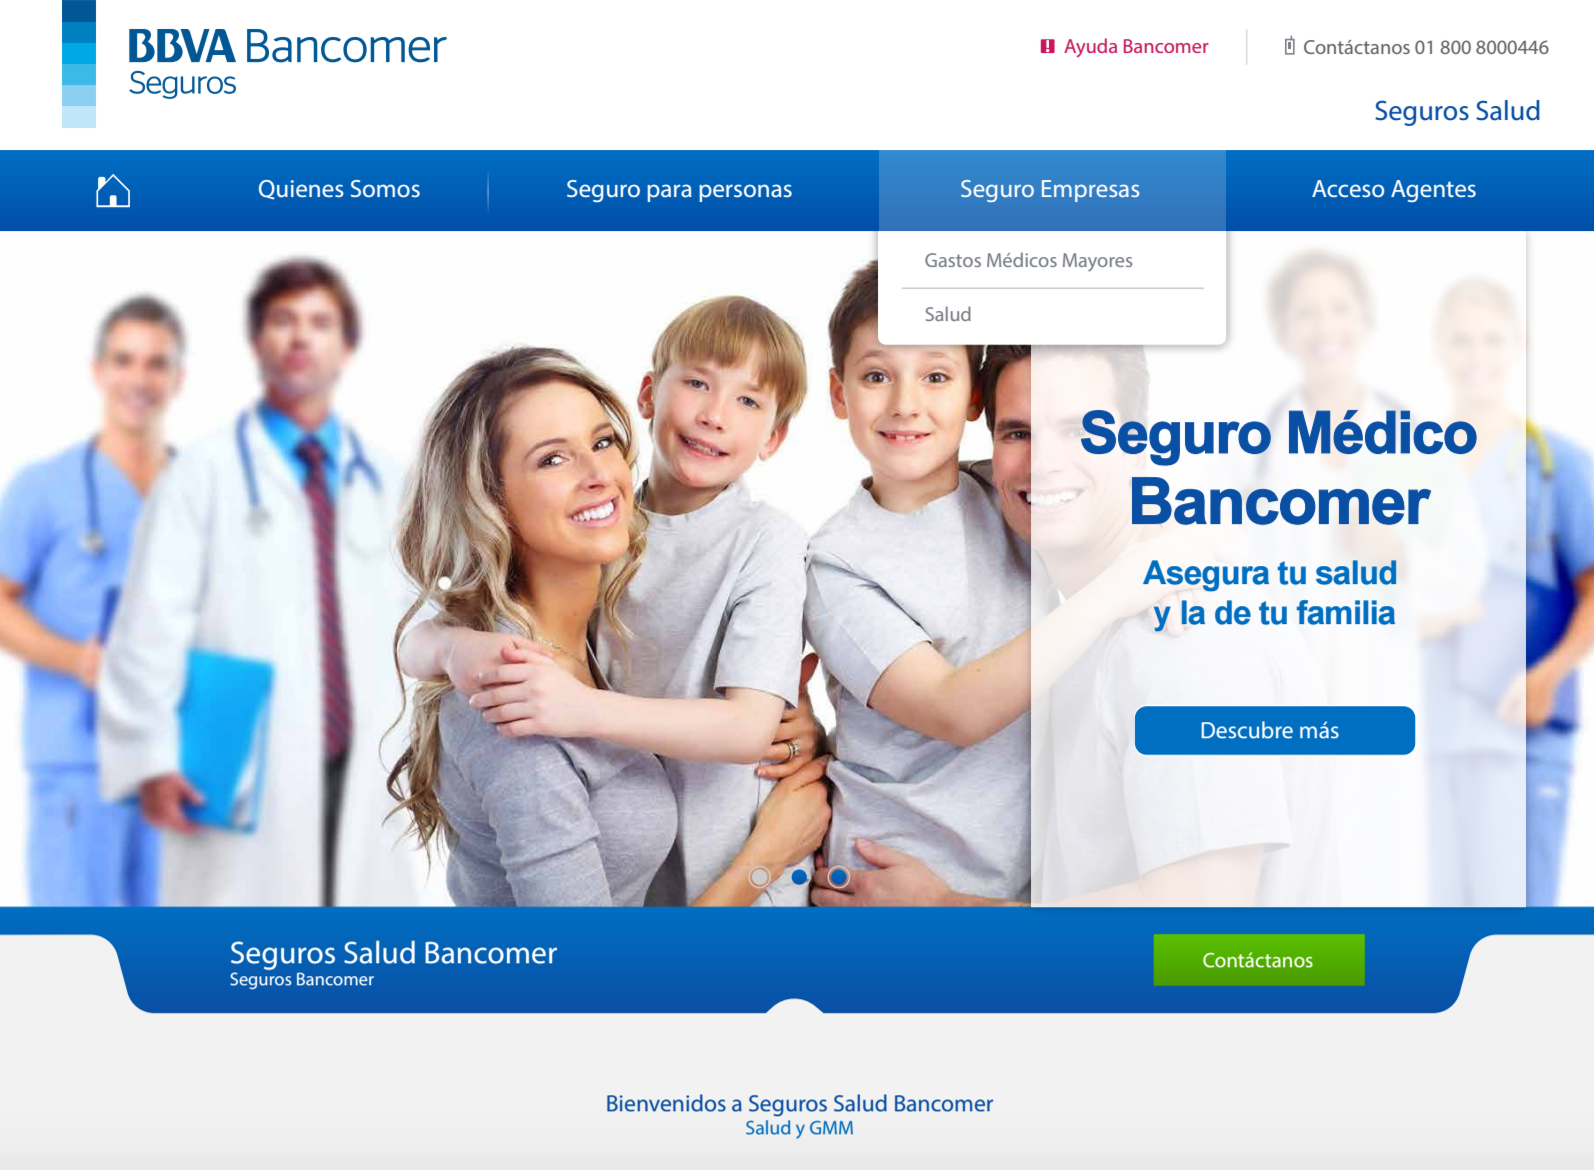 BBVA Bancomer
Seguros
Ayuda Bancomer
Contáctanos 01 800 8000446
Seguros Salud
Quienes Somos
Seguro para personas
Seguro Empresas
Acceso Agentes
Gastos Médicos Mayores
Salud
Seguro Médico
Bancomer
Asegura tu salud
y la de tu familia
Descubre más
Seguros Salud Bancomer
Seguros Bancomer
Contáctanos
Bienvenidos a Seguros Salud Bancomer
Salud y GMM